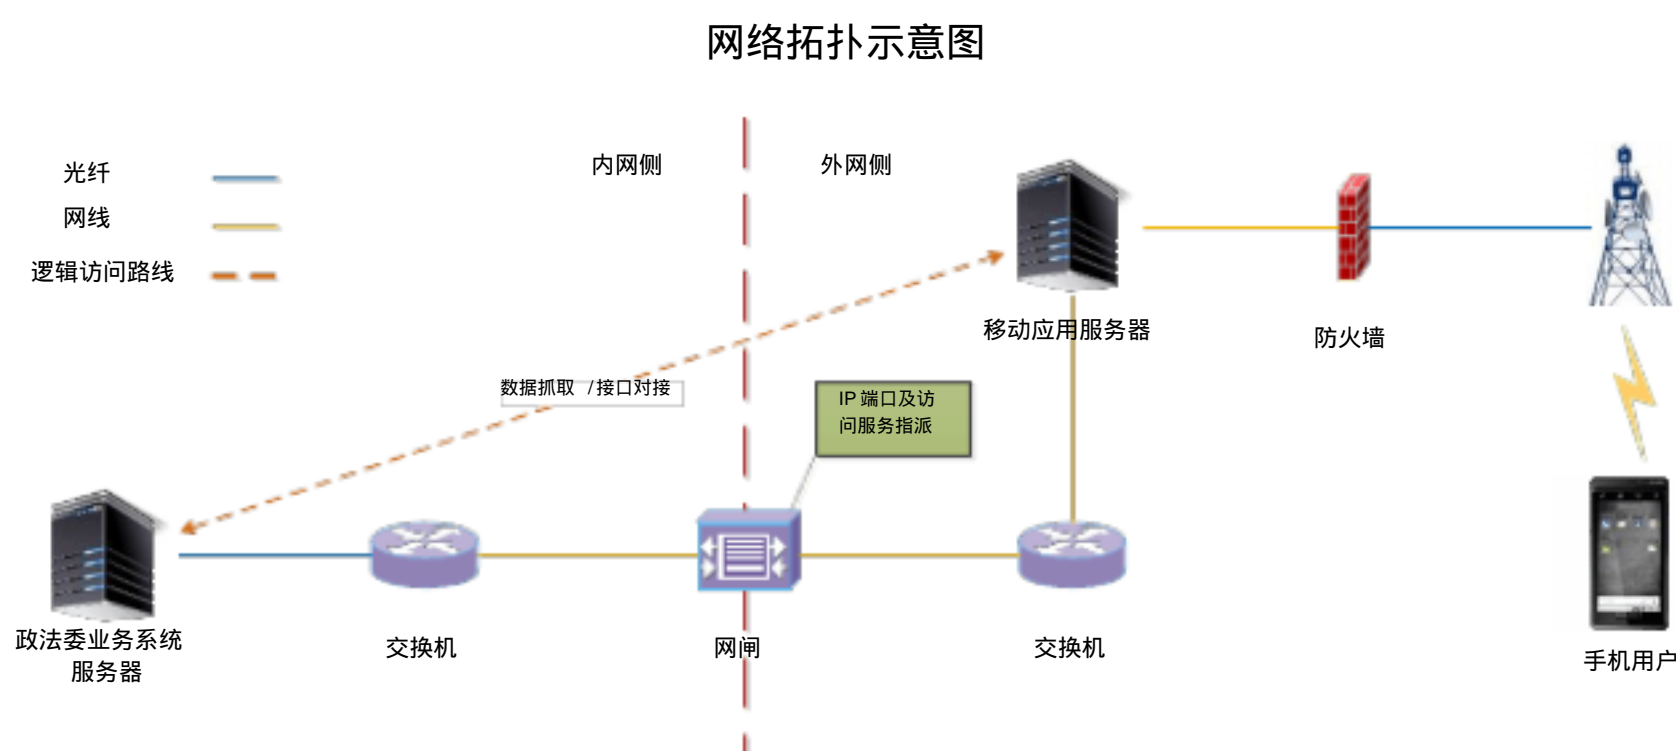 网络拓扑示意图
光纤
网线
逻辑访问路线
内网侧
外网侧
移动应用服务器
防火墙
数据抓取 /接口对接
IP 端口及访
问服务指派
政法委业务系统
服务器
交换机
网闸
交换机
手机用户